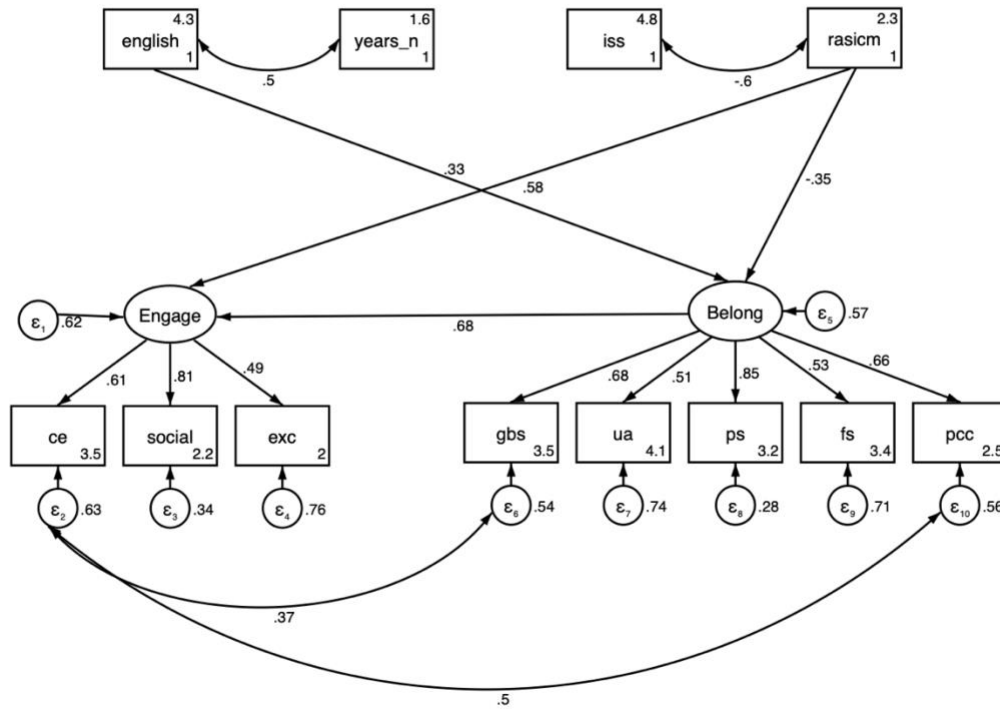 4.3
english
1
1.6
years_n
1
4.8
iss
1
2.3
rasicm
1
.5
-.6
.33
.58
-.35
ε1
.62
Engage
.68
Belong
ε5
.57
.61
.81
.49
.68
.51
.85
.53
.66
ce
3.5
social
2.2
exc
2
gbs
3.5
ua
4.1
ps
3.2
fs
3.4
pcc
2.5
ε2
.63
ε3
.34
ε4
.76
ε6
.54
ε7
.74
ε8
.28
ε9
.71
ε10
.56
.37
.5